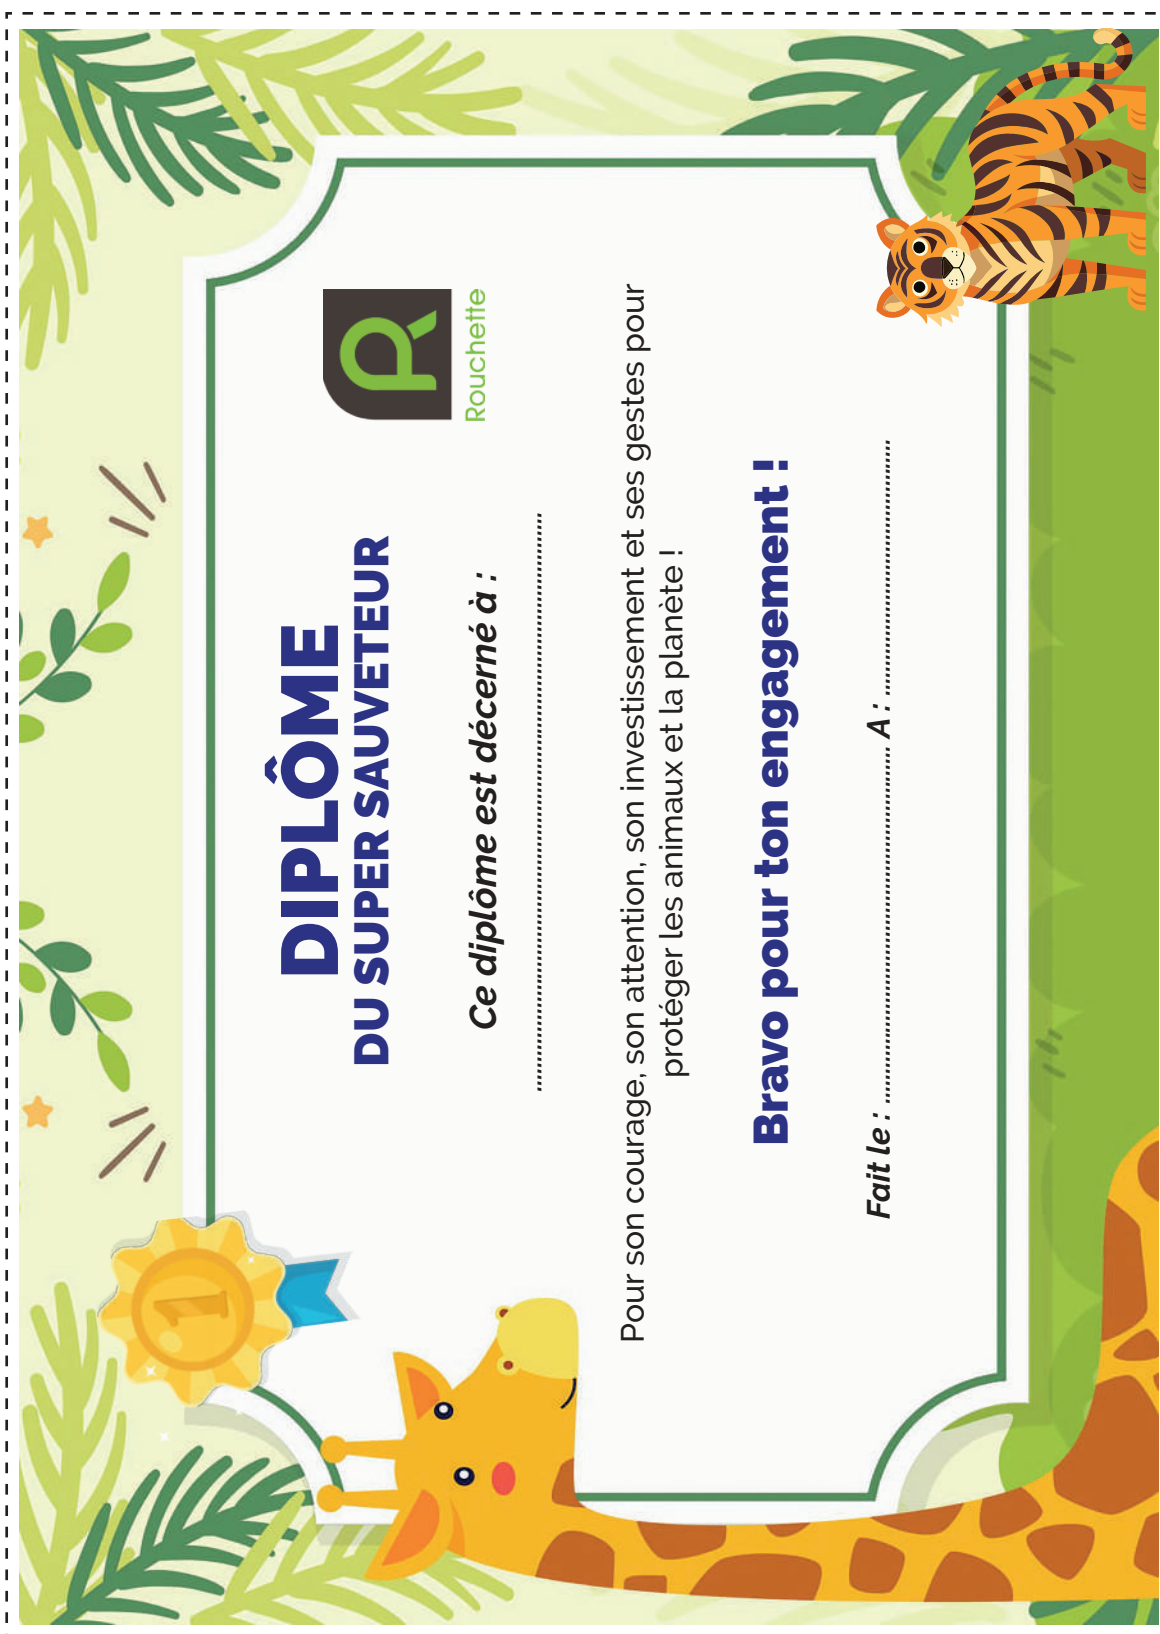 DIPLÔME
DU SUPER SAUVETEUR
R
Rouchette
Ce diplôme est décerné à :
Pour son courage, son attention, son investissement et ses gestes pour
protéger les animaux et la planète !
Bravo pour ton engagement !
Fait le : ........................ A : ........................
1